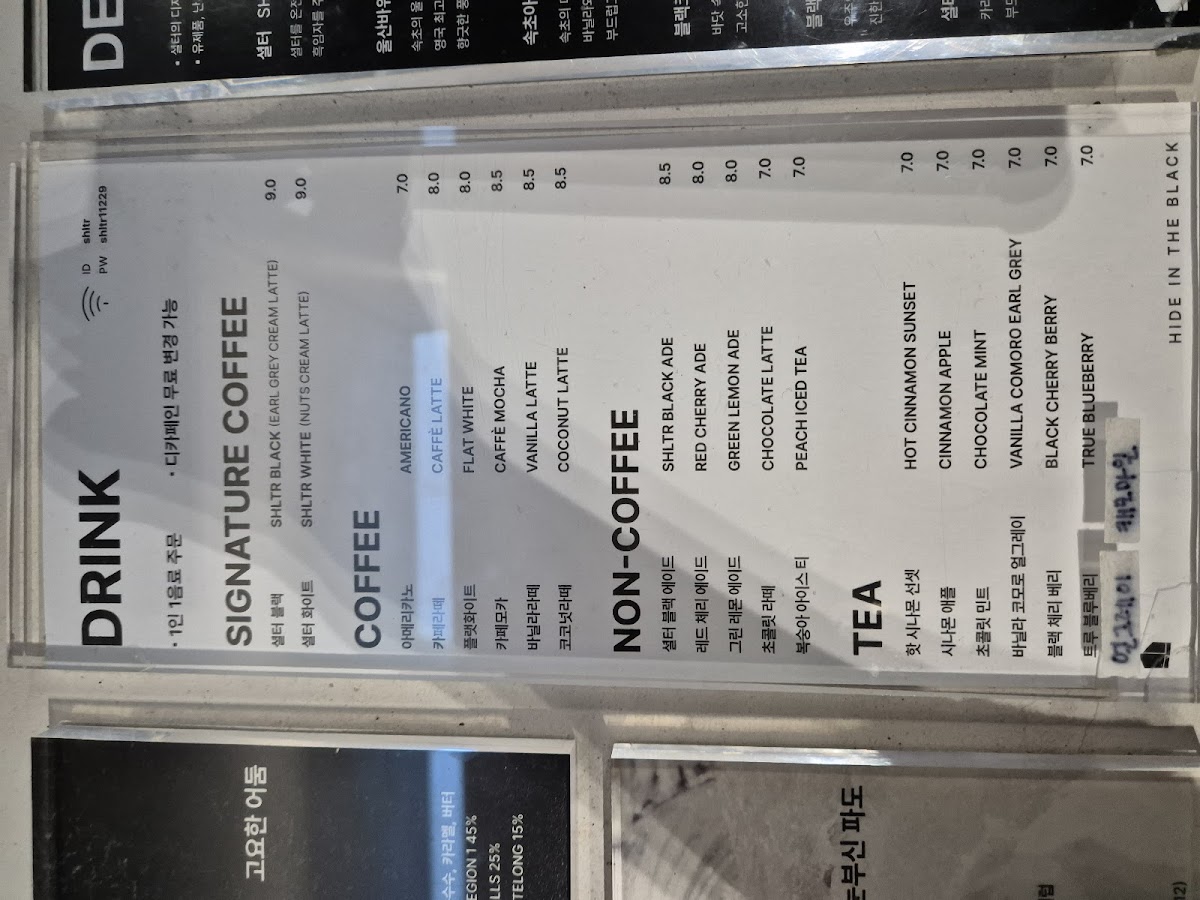 DRINK
ID shltr
PW shltr11229
• 1인 1음료 주문 • 디카페인 무료 변경 가능
SIGNATURE COFFEE
쉘터 블랙 SHLTR BLACK (EARL GREY CREAM LATTE) 9.0
쉘터 화이트 SHLTR WHITE (NUTS CREAM LATTE) 9.0
COFFEE
아메리카노 AMERICANO 7.0
카페라떼 CAFFÈ LATTE 8.0
플랫화이트 FLAT WHITE 8.0
카페모카 CAFFÈ MOCHA 8.5
바닐라라떼 VANILLA LATTE 8.5
코코넛라떼 COCONUT LATTE 8.5
NON-COFFEE
쉘터 블랙 에이드 SHLTR BLACK ADE 8.5
레드 체리 에이드 RED CHERRY ADE 8.0
그린 레몬 에이드 GREEN LEMON ADE 8.0
초콜릿 라떼 CHOCOLATE LATTE 7.0
복숭아 아이스 티 PEACH ICED TEA 7.0
TEA
핫 시나몬 선셋 HOT CINNAMON SUNSET 7.0
시나몬 애플 CINNAMON APPLE 7.0
초콜릿 민트 CHOCOLATE MINT 7.0
바닐라 코모로 얼그레이 VANILLA COMORO EARL GREY 7.0
블랙 체리 베리 BLACK CHERRY BERRY 7.0
트루 블루베리 TRUE BLUEBERRY 7.0
HIDE IN THE BLACK
DE
쉘터
울산바위
고요한 어둠
수수, 카라멜, 버터
EGION 1 45%
LLS 25%
TELONG 15%
눈부신 파도